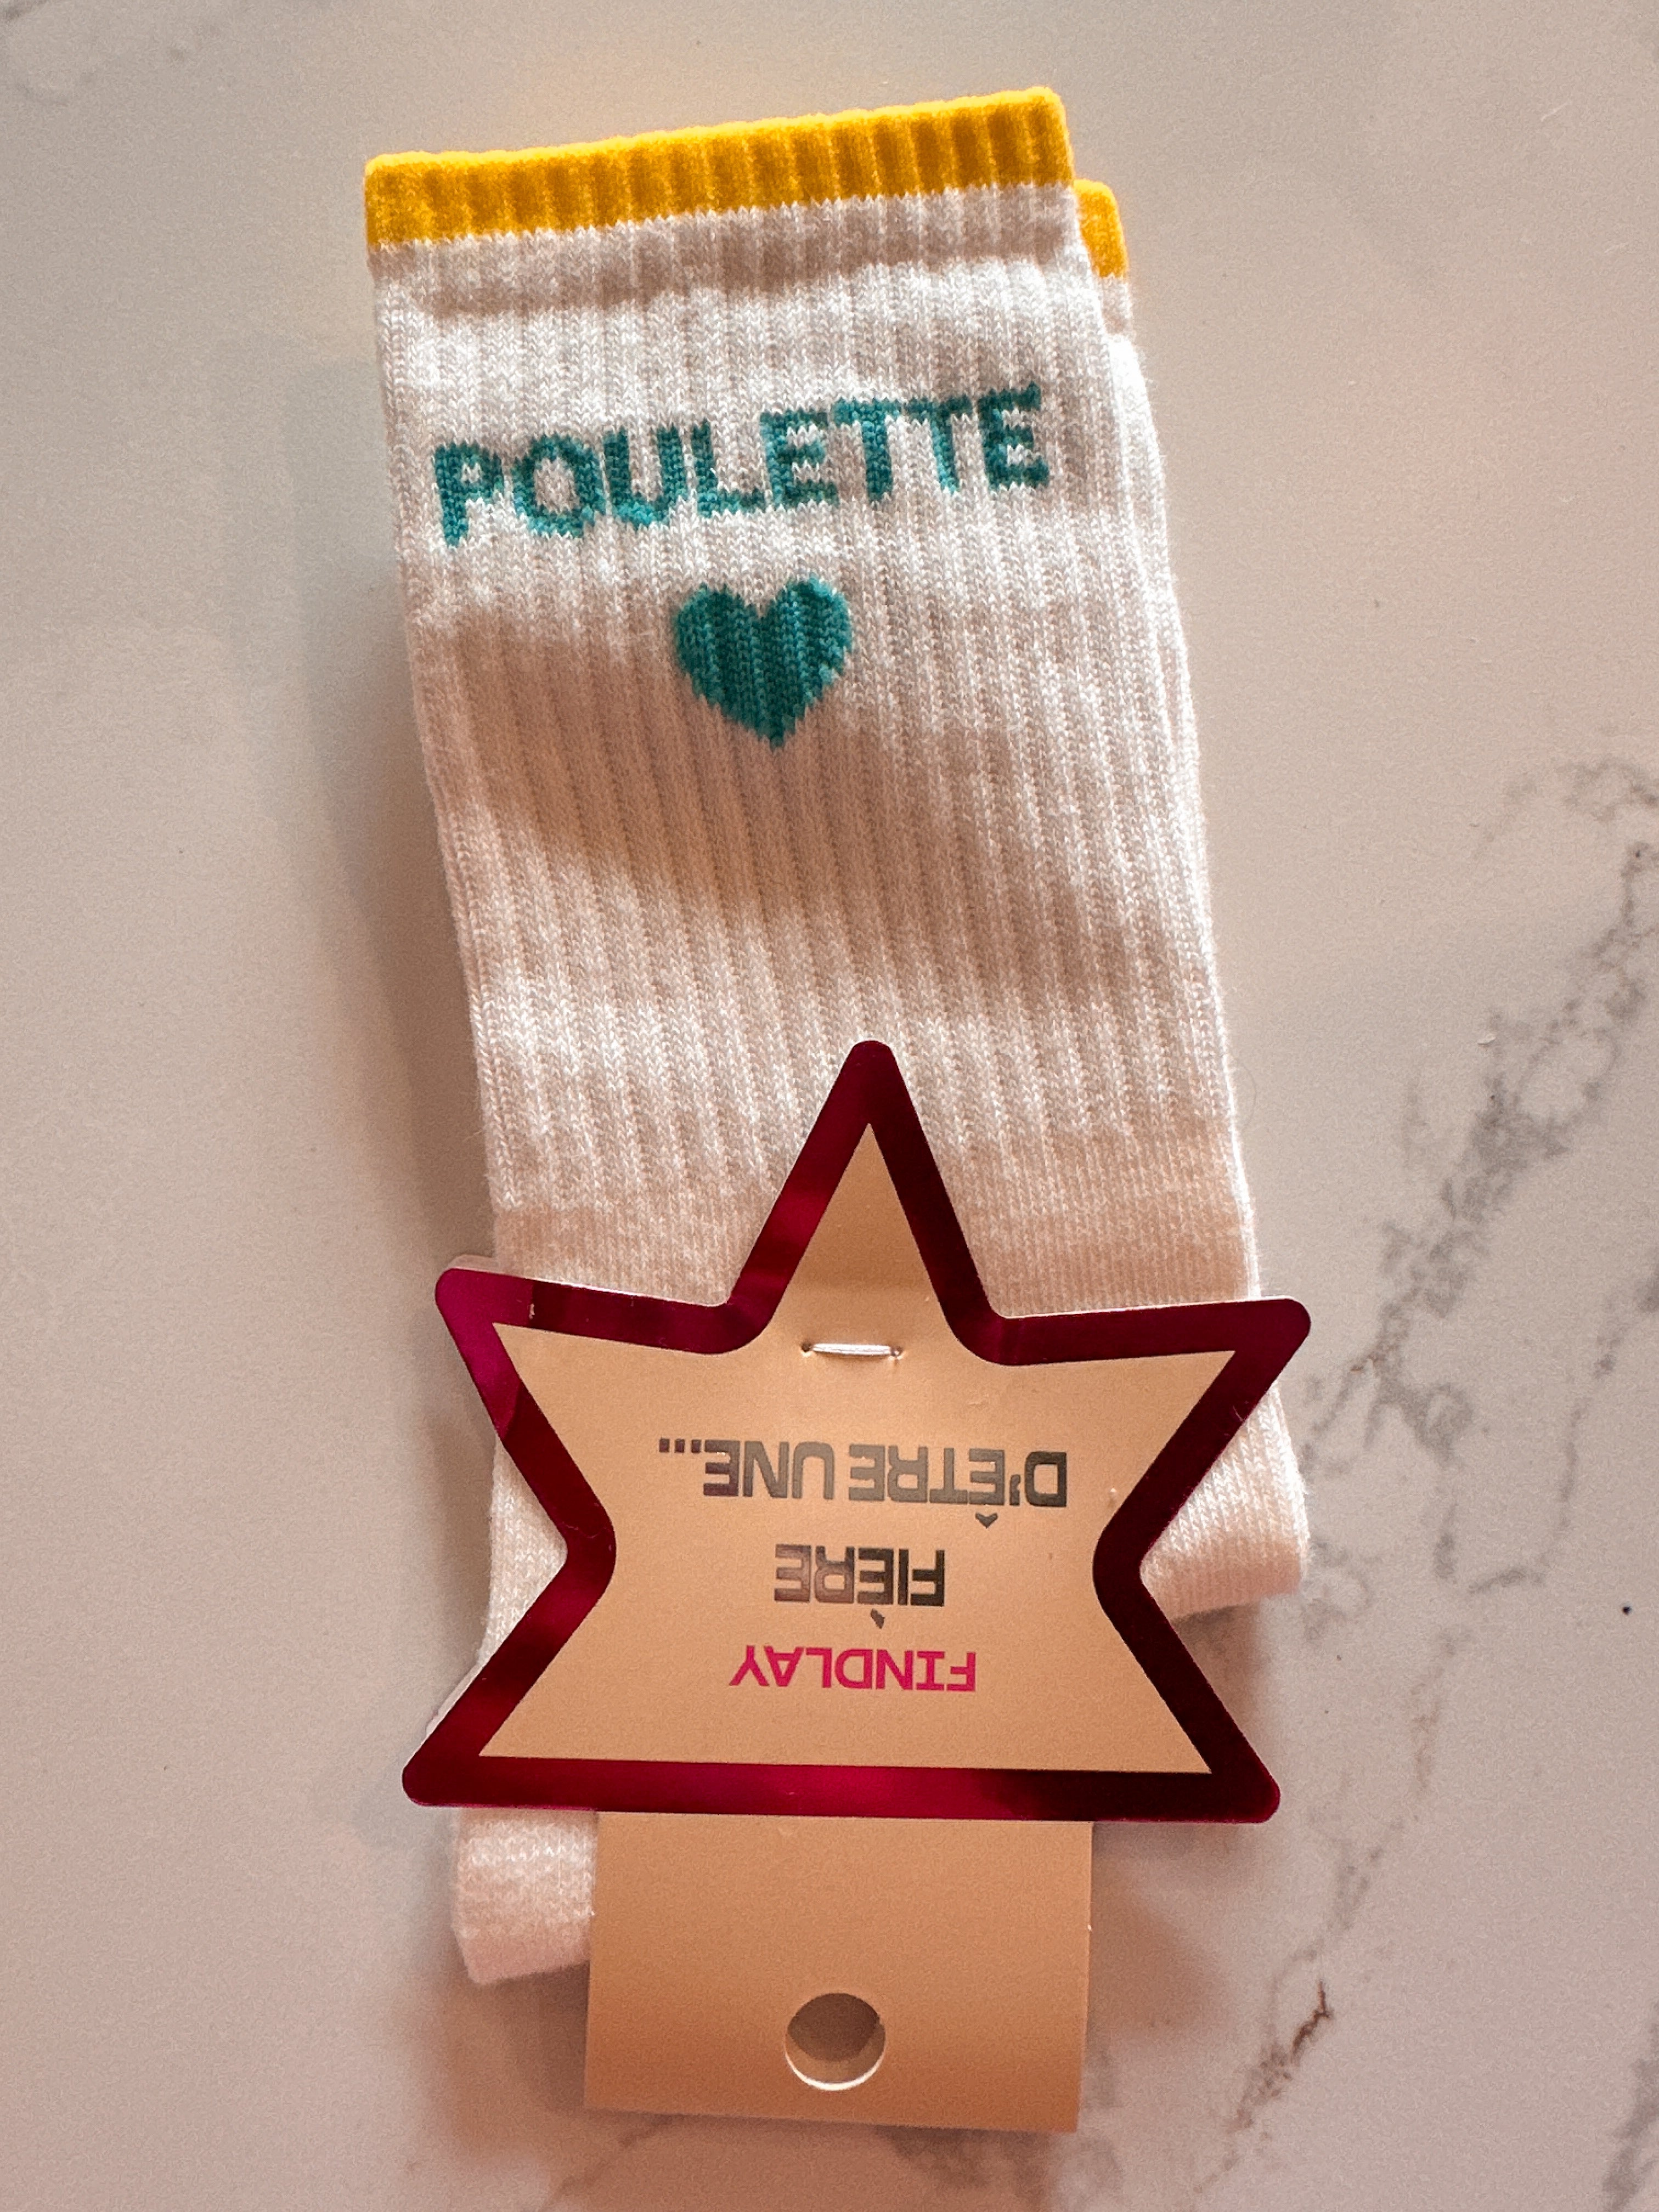 POULETTE
FINDLAY
FIÈRE
D'ÊTRE UNE...